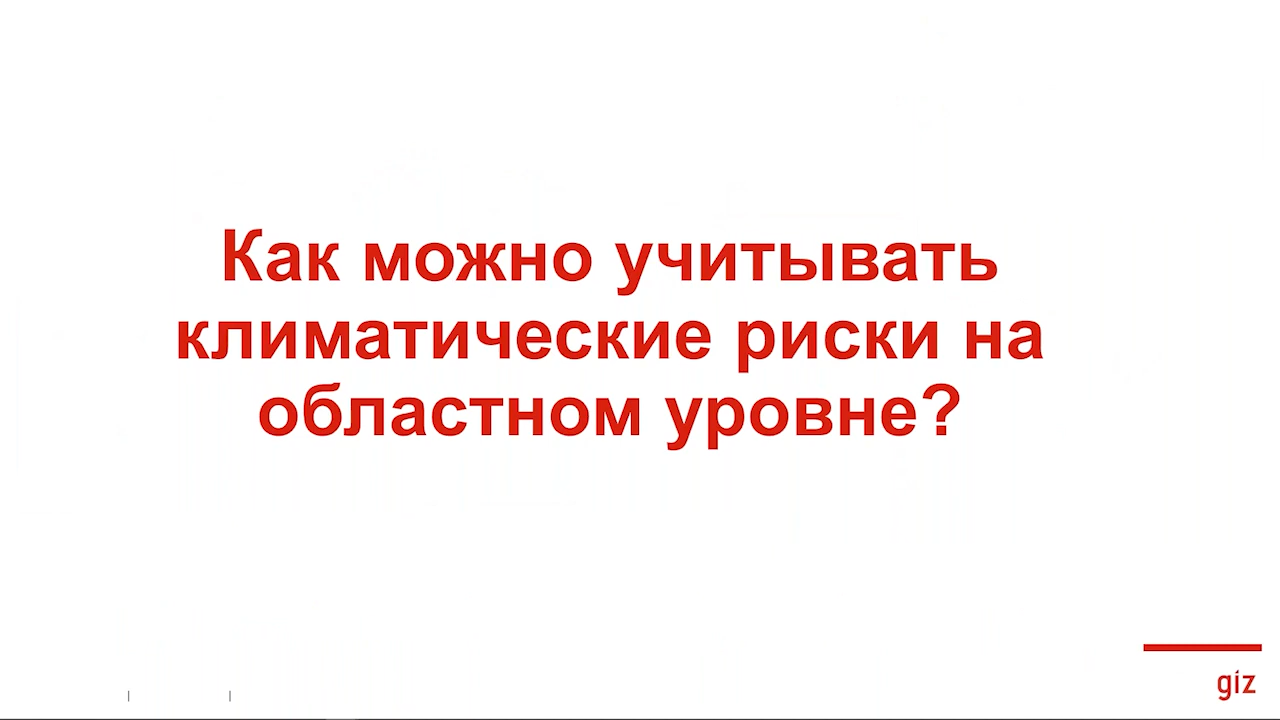 Как можно учитывать
климатические риски на
областном уровне?
giz